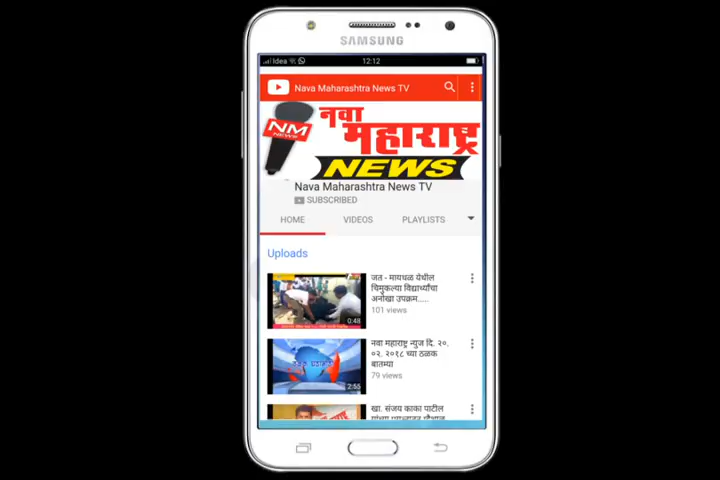 SAMSUNG
Idea
12:12
Nava Maharashtra News TV
NM
NEWS
नवा
महाराष्ट्र
NEWS
Nava Maharashtra News TV
SUBSCRIBED
HOME VIDEOS PLAYLISTS
Uploads
जत - मायथळ येथील
चिमुकल्या विद्यार्थ्यांचा
अनोखा उपक्रम.....
101 views
0:48
नवा महाराष्ट्र न्युज दि. २०.
०२. २०१८ च्या ठळक
बातम्या
79 views
2:55
खा. संजय काका पाटील